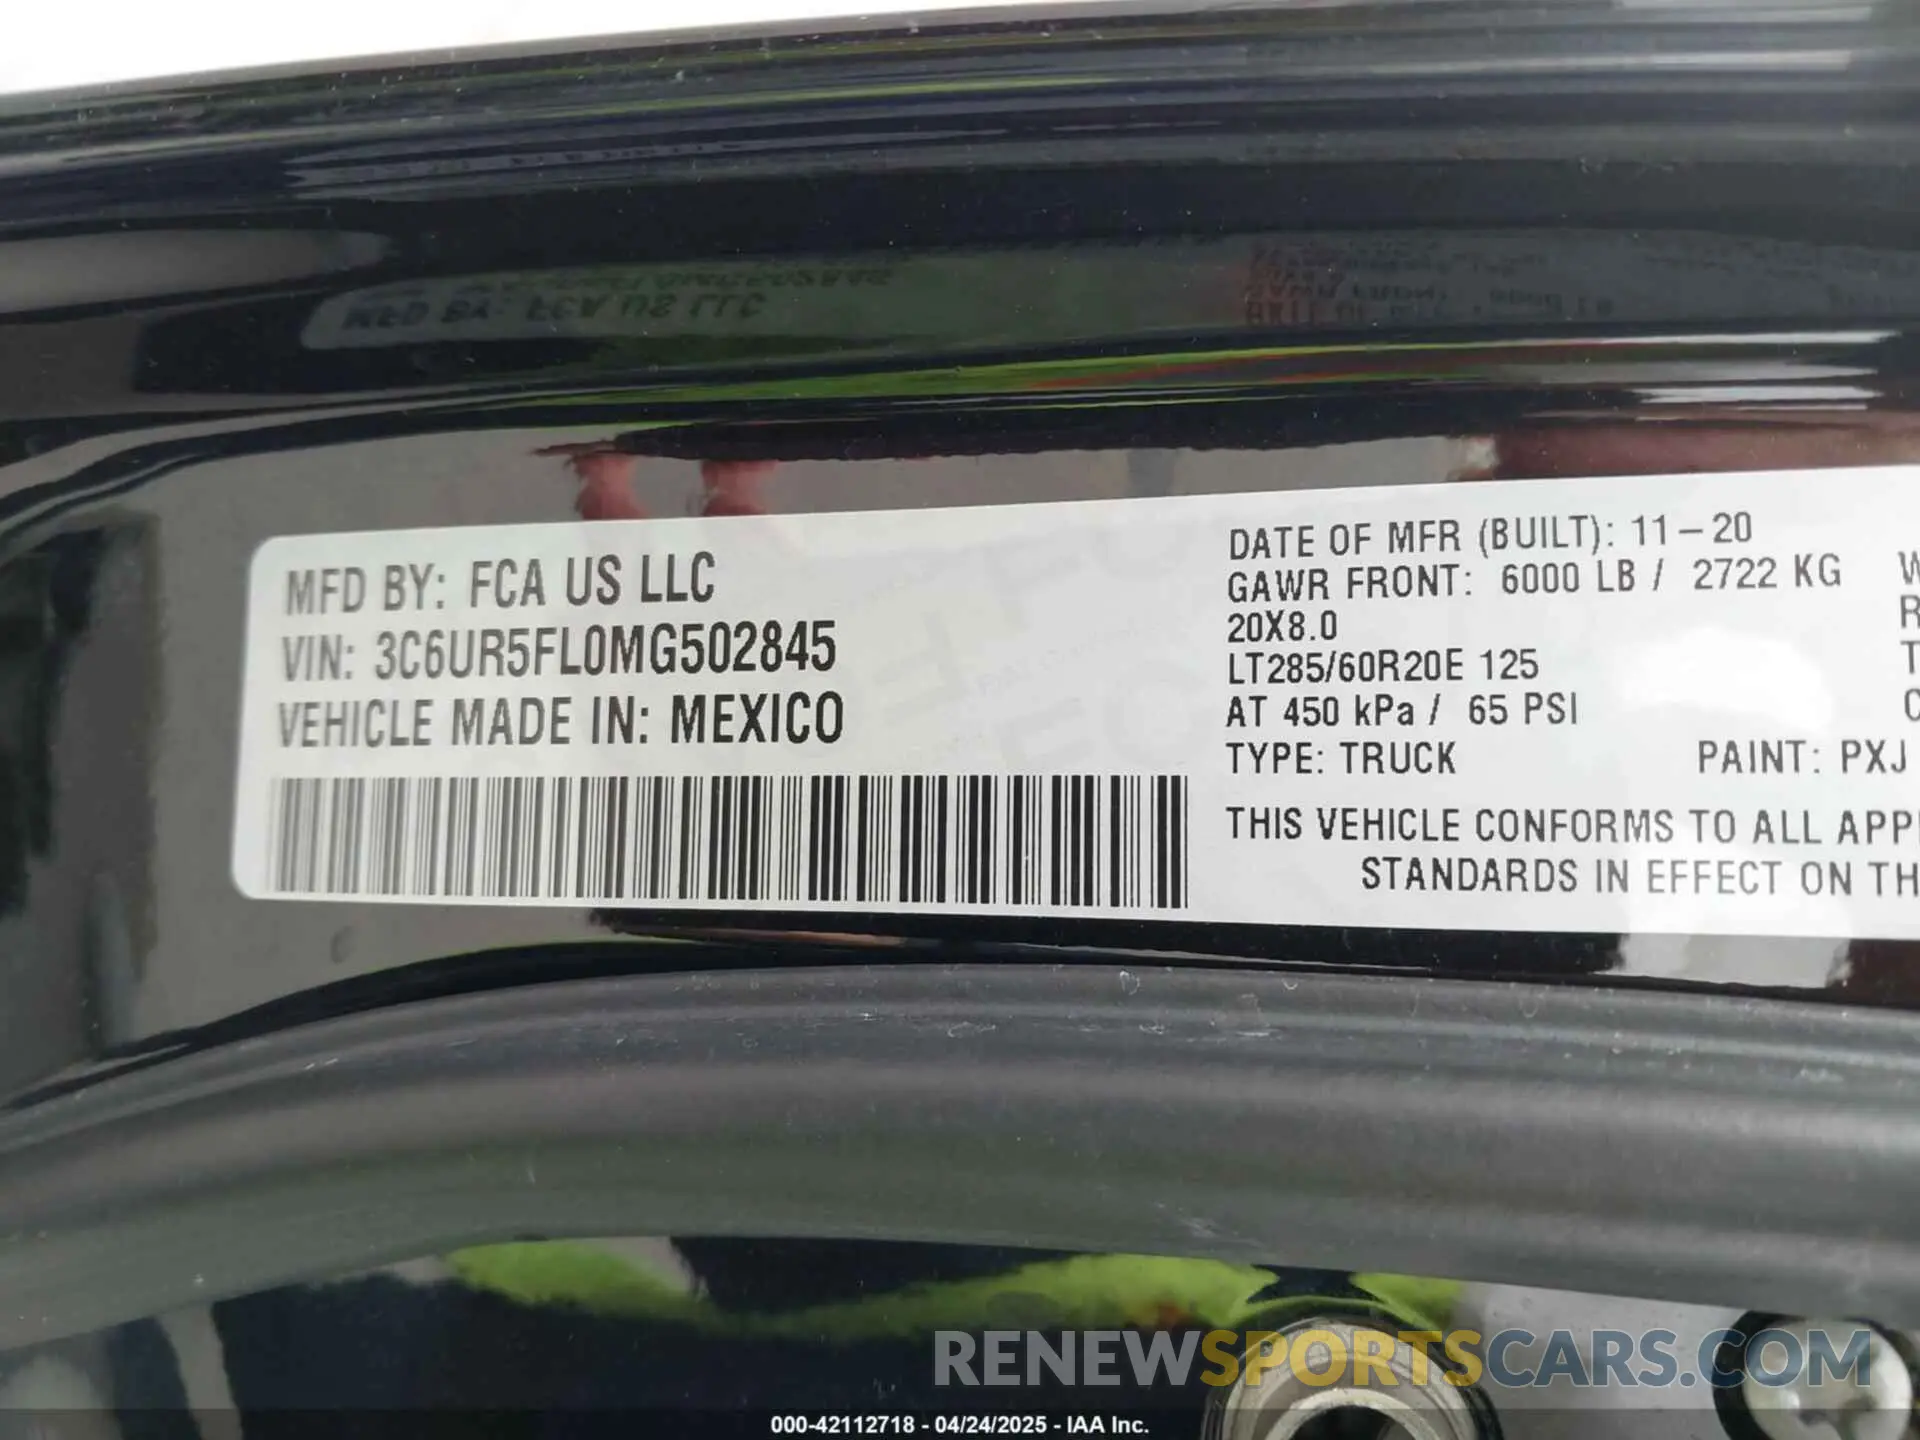 MFD BY: FCA US LLC
VIN: 3C6UR5FL0MG502845
VEHICLE MADE IN: MEXICO
DATE OF MFR (BUILT): 11-20
GAWR FRONT: 6000 LB / 2722 KG
20X8.0
LT285/60R20E 125
AT 450 kPa / 65 PSI
TYPE: TRUCK PAINT: PXJ
THIS VEHICLE CONFORMS TO ALL APP
STANDARDS IN EFFECT ON TH
RENEWSPORTSCARS.COM
000-42112718 - 04/24/2025 - IAA Inc.